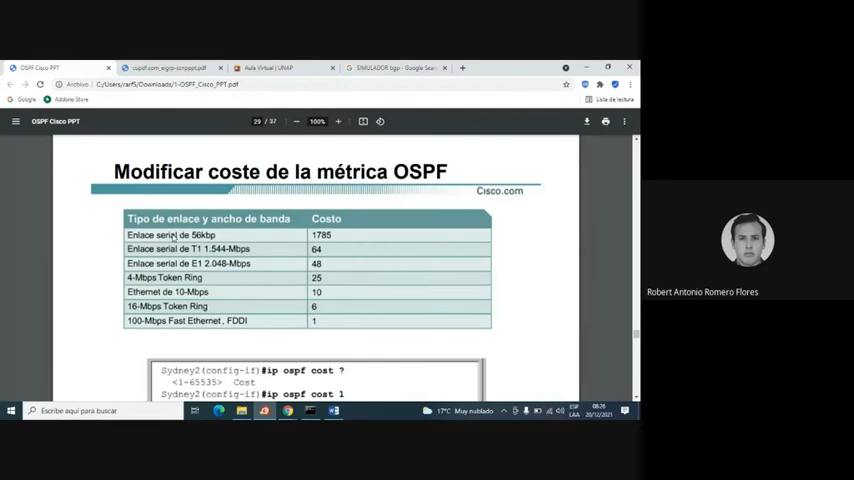 OSPF Cisco PPT
cupdf.com_eigrp-ccnpppt.pdf
Aula Virtual | UNAP
SIMULADOR bgp - Google Sear
Archivo
C:/Users/rarf5/Downloads/1-OSPF_Cisco_PPT.pdf
Google
Addons Store
Lista de lectura
OSPF Cisco PPT
29 / 37
100%
Modificar coste de la métrica OSPF
Cisco.com
Tipo de enlace y ancho de banda Costo
Enlace serial de 56kbp 1785
Enlace serial de T1 1.544-Mbps 64
Enlace serial de E1 2.048-Mbps 48
4-Mbps Token Ring 25
Ethernet de 10-Mbps 10
16-Mbps Token Ring 6
100-Mbps Fast Ethernet, FDDI 1
Sydney2(config-if)#ip ospf cost ?
<1-65535> Cost
Sydney2(config-if)#ip ospf cost 1
Robert Antonio Romero Flores
Escribe aquí para buscar
17°C Muy nublado
ESP
LAA
08:26
20/12/2021